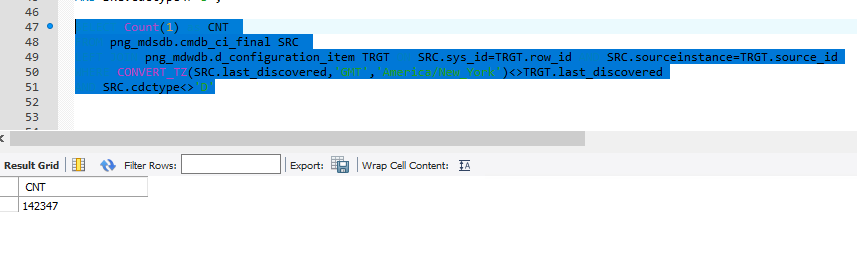 46
47 Count(1) CNT
48 png_mdsdb.cmdb_ci_final SRC
49 png_mdwdb.d_configuration_item TRGT SRC.sys_id=TRGT.row_id SRC.sourceinstance=TRGT.source_id
50 CONVERT_TZ(SRC.last_discovered,'GMT','America/New_York')<>TRGT.last_discovered
51 SRC.cdctype<>'D
52
53
Result Grid Filter Rows: Export: Wrap Cell Content: IA
CNT
142347